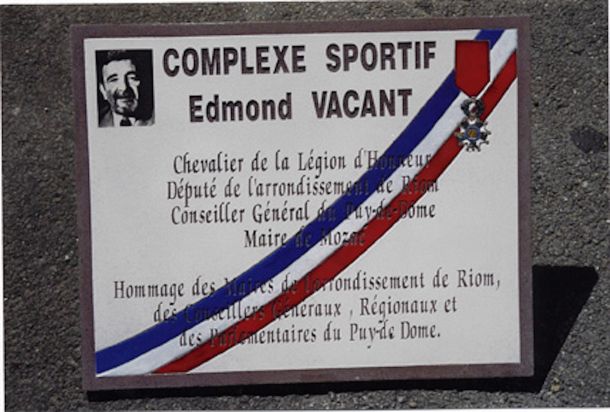 COMPLEXE SPORTIF
Edmond VACANT
Chevalier de la Légion d'Honneur
Député de l'arrondissement de Riom
Conseiller Général du Puy-de-Dome
Maire de Mozac
Hommage des Maires de l'arrondissement de Riom,
des Conseillers Généraux , Régionaux et
des Parlementaires du Puy-de Dome.